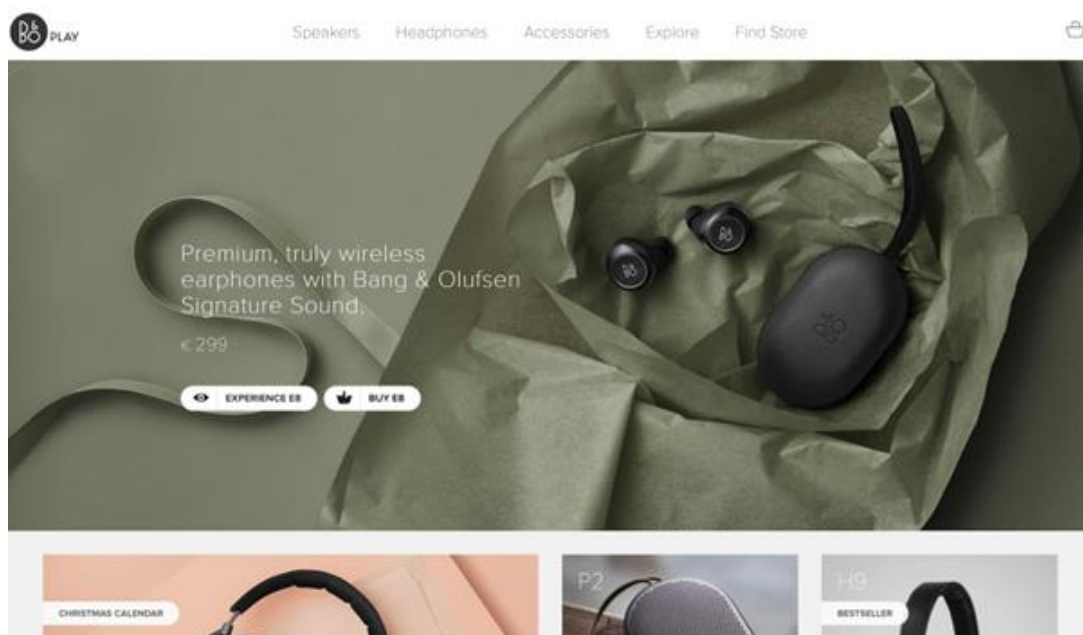 B&O PLAY
Speakers Headphones Accessories Explore Find Store
Premium, truly wireless
earphones with Bang & Olufsen
Signature Sound.
€ 299
EXPERIENCE E8 BUY E8
B&O
B&O
B&O
CHRISTMAS CALENDAR
P2
H9
BESTSELLER